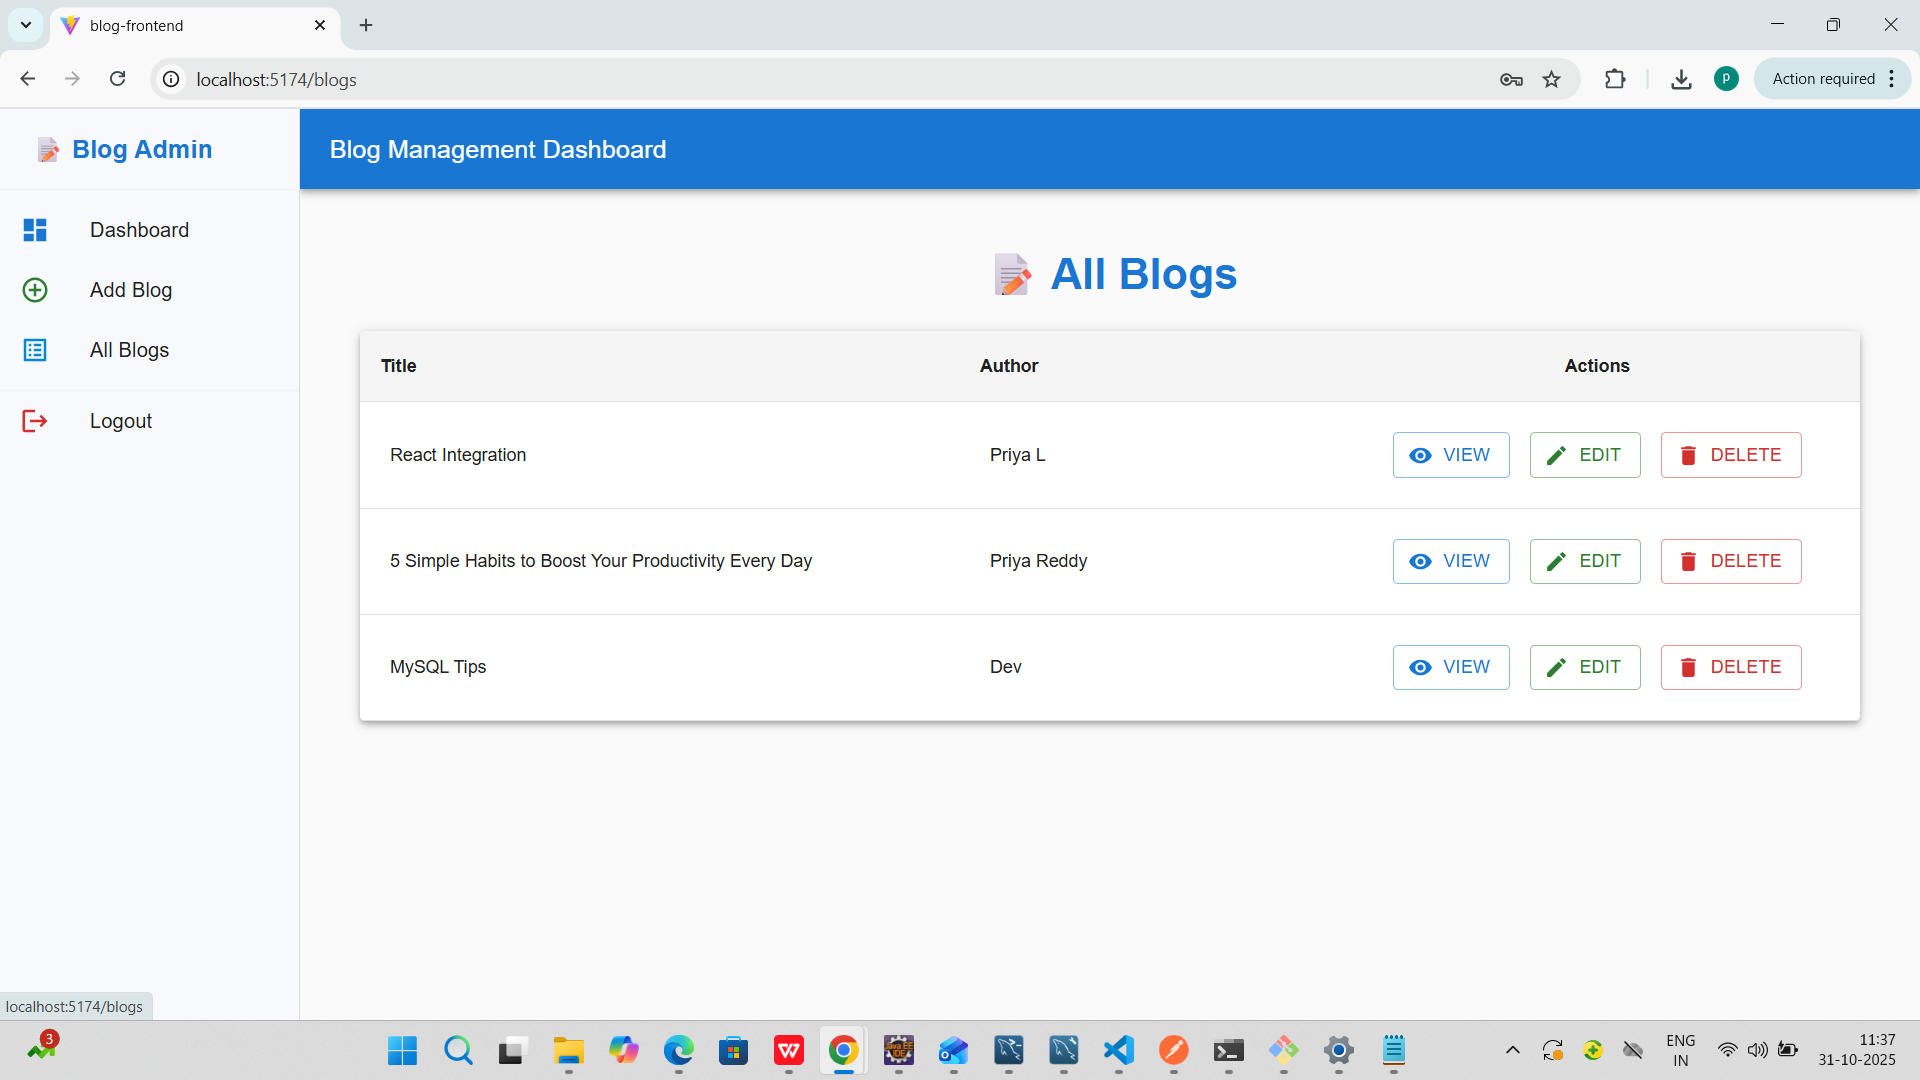 blog-frontend
localhost:5174/blogs
P
Action required
Blog Admin
Blog Management Dashboard
Dashboard
Add Blog
All Blogs
Logout
All Blogs
Title Author Actions
React Integration Priya L VIEW EDIT DELETE
5 Simple Habits to Boost Your Productivity Every Day Priya Reddy VIEW EDIT DELETE
MySQL Tips Dev VIEW EDIT DELETE
localhost:5174/blogs
3
W
Java EE
IDE
O
ENG
IN
11:37
31-10-2025